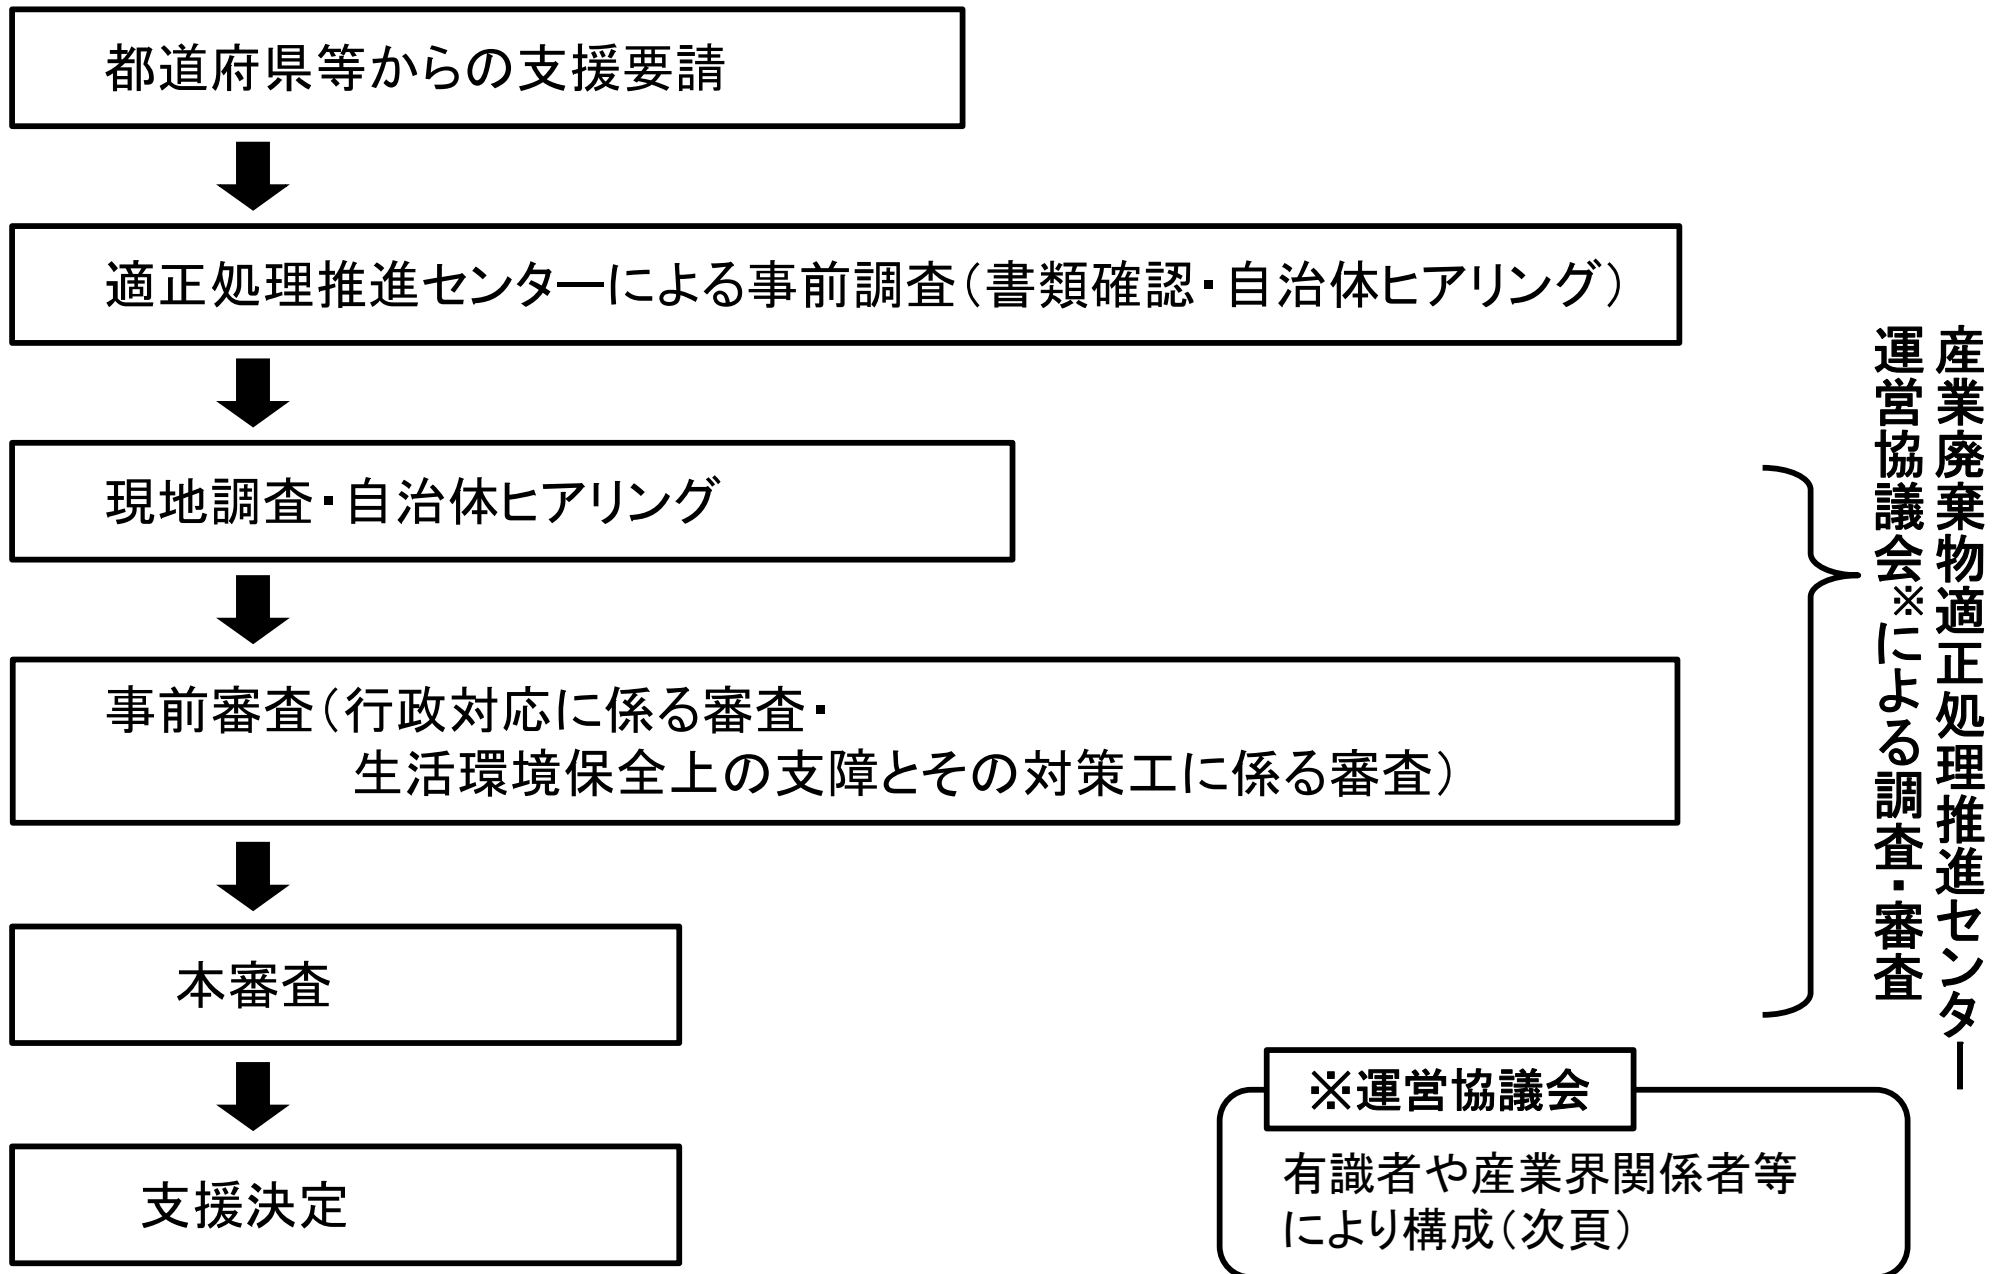 都道府県等からの支援要請
適正処理推進センターによる事前調査(書類確認・自治体ヒアリング)
現地調査・自治体ヒアリング
事前審査(行政対応に係る審査・
生活環境保全上の支障とその対策工に係る審査)
本審査
支援決定
産業廃棄物適正処理推進センター
運営協議会※による調査・審査
※運営協議会
有識者や産業界関係者等
により構成(次頁)